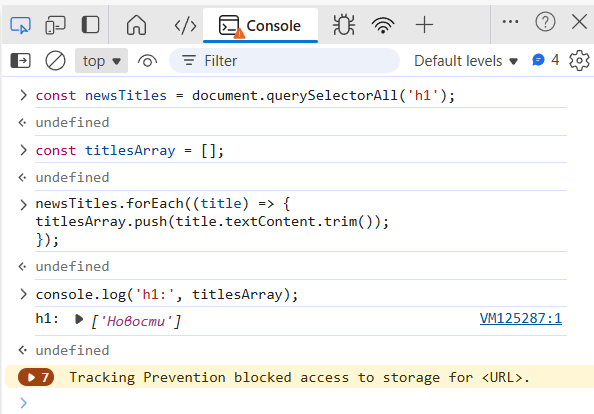 Console
top
Filter
Default levels
4
const newsTitles = document.querySelectorAll('h1');
undefined
const titlesArray = [];
undefined
newsTitles.forEach((title) => {
titlesArray.push(title.textContent.trim());
});
undefined
console.log('h1:', titlesArray);
h1: ['Новости'] VM125287:1
undefined
7 Tracking Prevention blocked access to storage for <URL>.